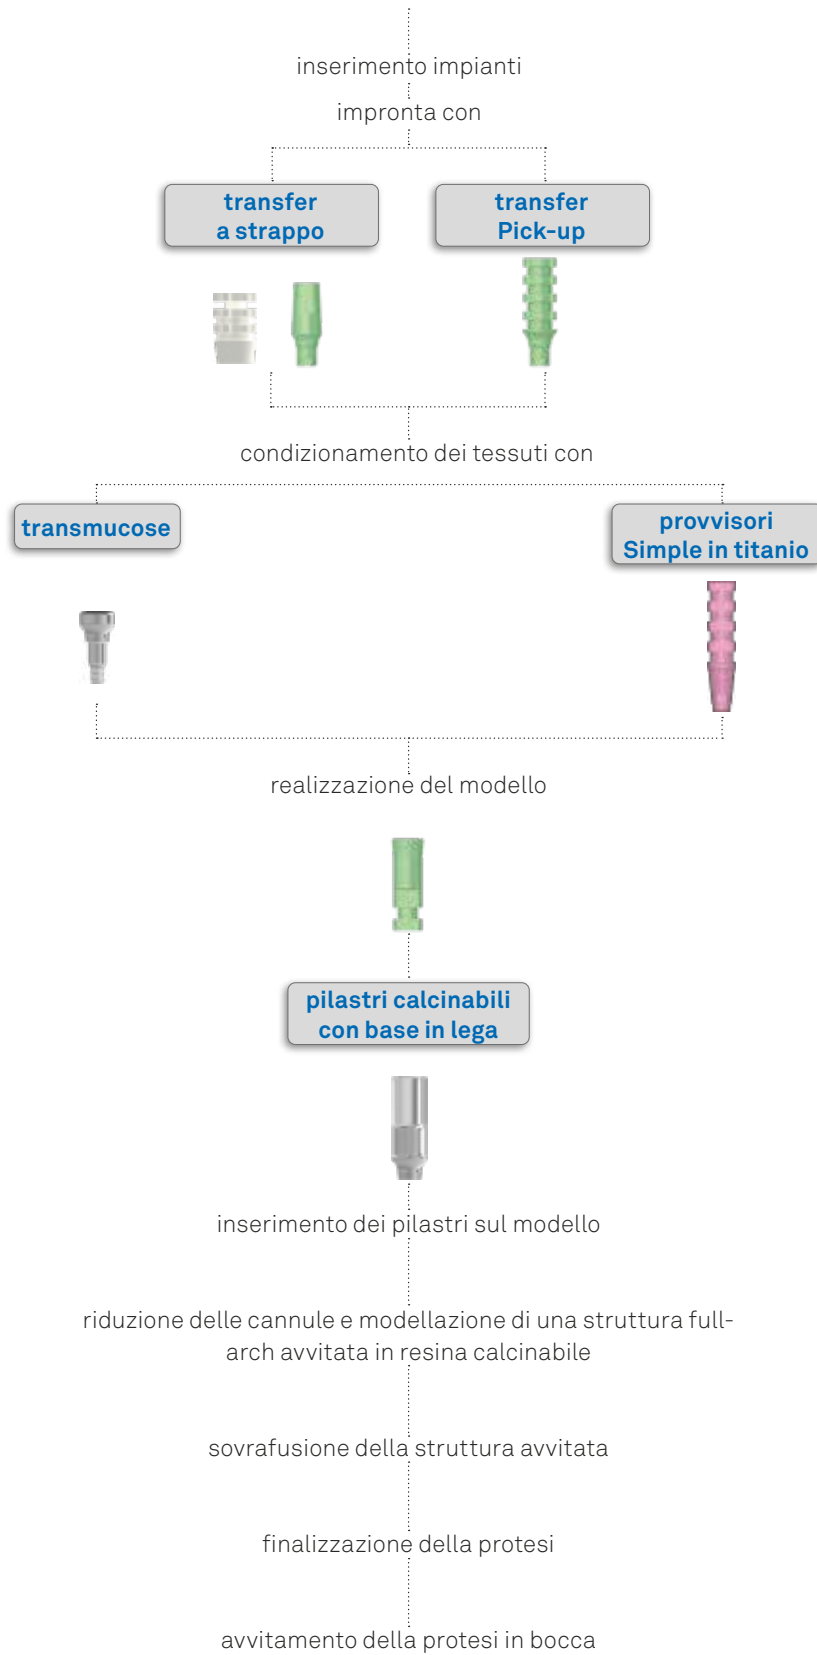 inserimento impianti
impronta con
transfer
a strappo
transfer
Pick-up
condizionamento dei tessuti con
transmucose
provvisori
Simple in titanio
realizzazione del modello
pilastri calcinabili
con base in lega
inserimento dei pilastri sul modello
riduzione delle cannule e modellazione di una struttura full-
arch avvitata in resina calcinabile
sovrafusione della struttura avvitata
finalizzazione della protesi
avvitamento della protesi in bocca